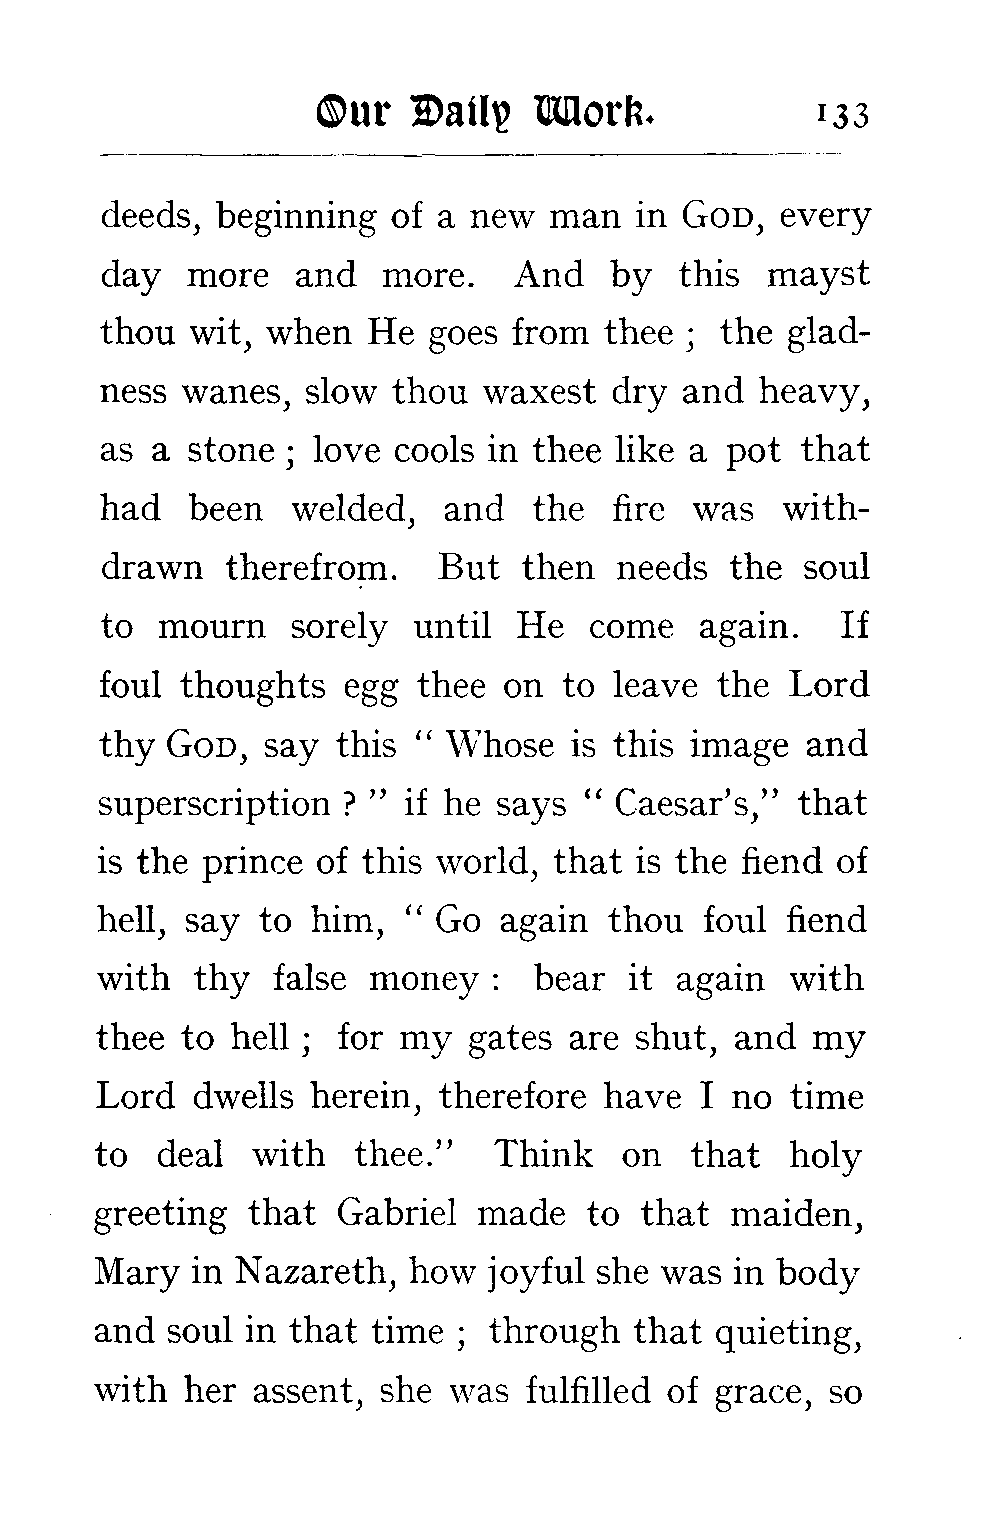 Our Daily Work. 133
deeds, beginning of a new man in GOD, every
day more and more. And by this mayst
thou wit, when He goes from thee ; the glad-
ness wanes, slow thou waxest dry and heavy,
as a stone ; love cools in thee like a pot that
had been welded, and the fire was with-
drawn therefrom. But then needs the soul
to mourn sorely until He come again. If
foul thoughts egg thee on to leave the Lord
thy GOD, say this “ Whose is this image and
superscription ? ” if he says “ Caesar’s,” that
is the prince of this world, that is the fiend of
hell, say to him, “ Go again thou foul fiend
with thy false money : bear it again with
thee to hell ; for my gates are shut, and my
Lord dwells herein, therefore have I no time
to deal with thee.” Think on that holy
greeting that Gabriel made to that maiden,
Mary in Nazareth, how joyful she was in body
and soul in that time ; through that quieting,
with her assent, she was fulfilled of grace, so